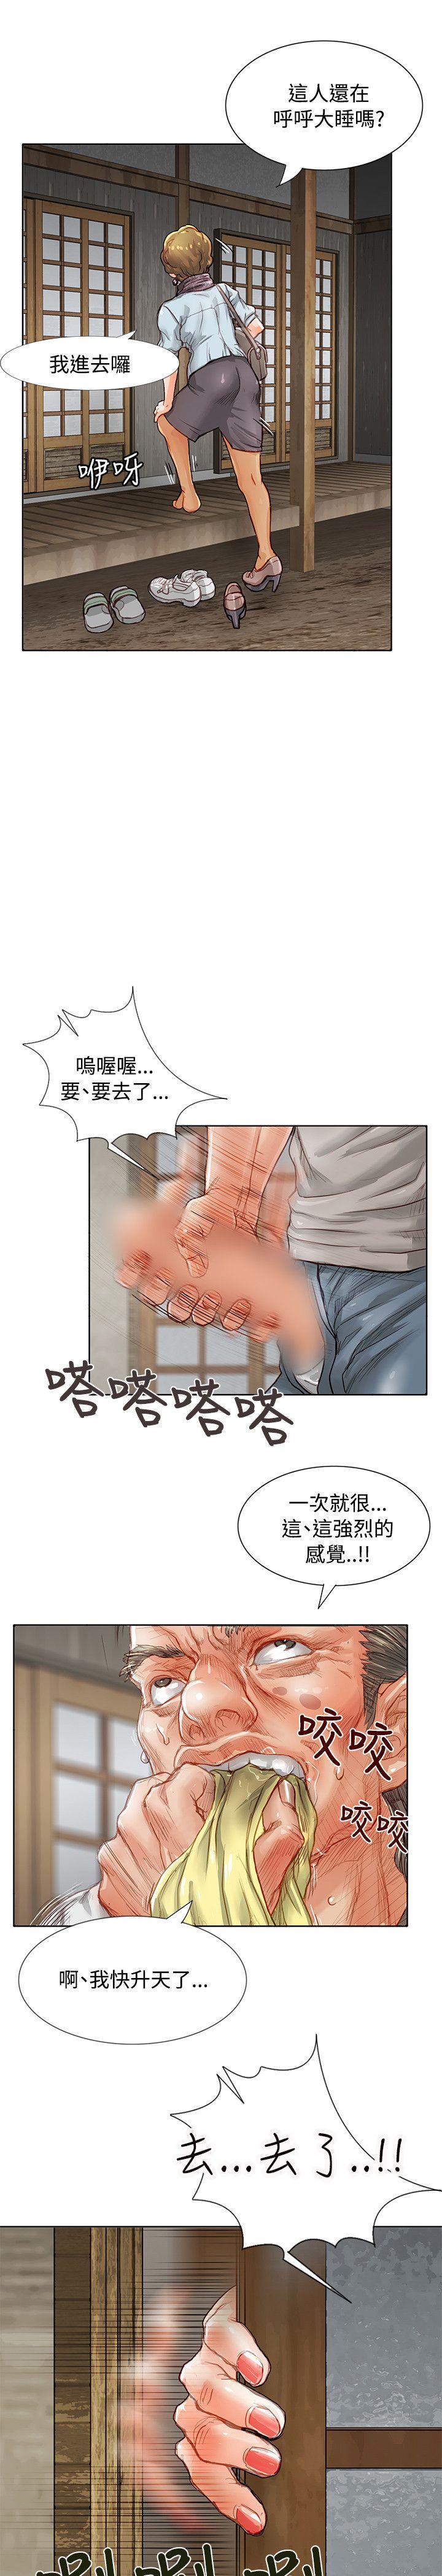 這人還在
呼呼大睡嗎?
我進去囉
咿呀
嗚喔喔...
要、要去了...
嗒嗒嗒嗒
一次就很...
這、這強烈的
感覺..!!
咬咬
咬咬
啊、我快升天了...
去...去了..!!